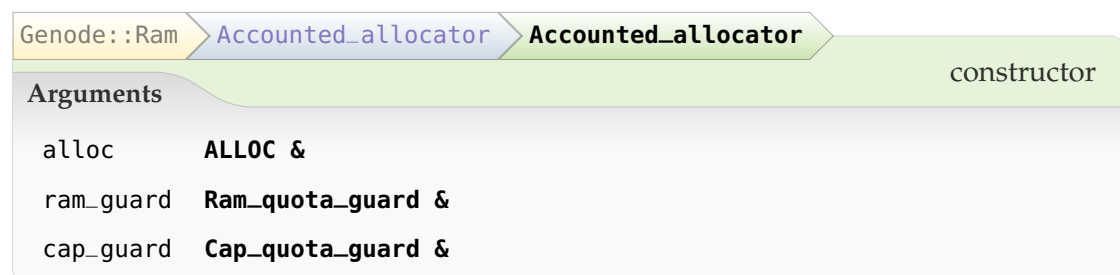 Genode::Ram Accounted_allocator Accounted_allocator
constructor
Arguments
alloc ALLOC &
ram_guard Ram_quota_guard &
cap_guard Cap_quota_guard &